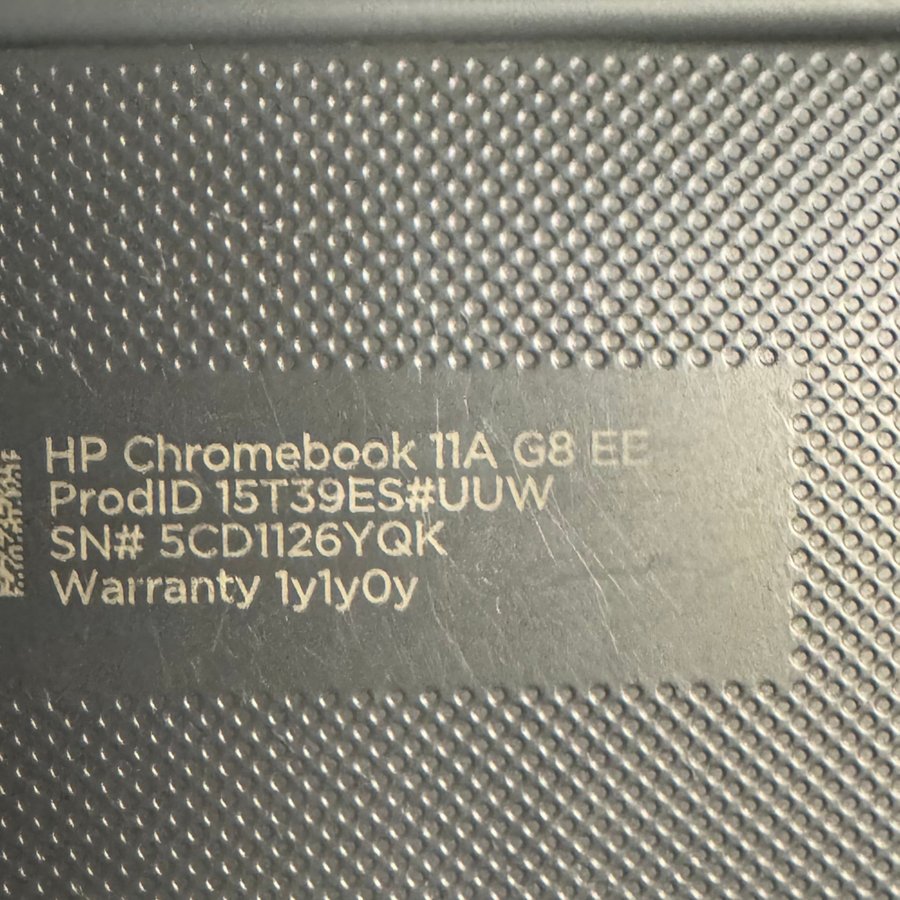 HP Chromebook 11A G8 EE
ProdID 15T39ES#UUW
SN# 5CD1126YQK
Warranty 1y1y0y